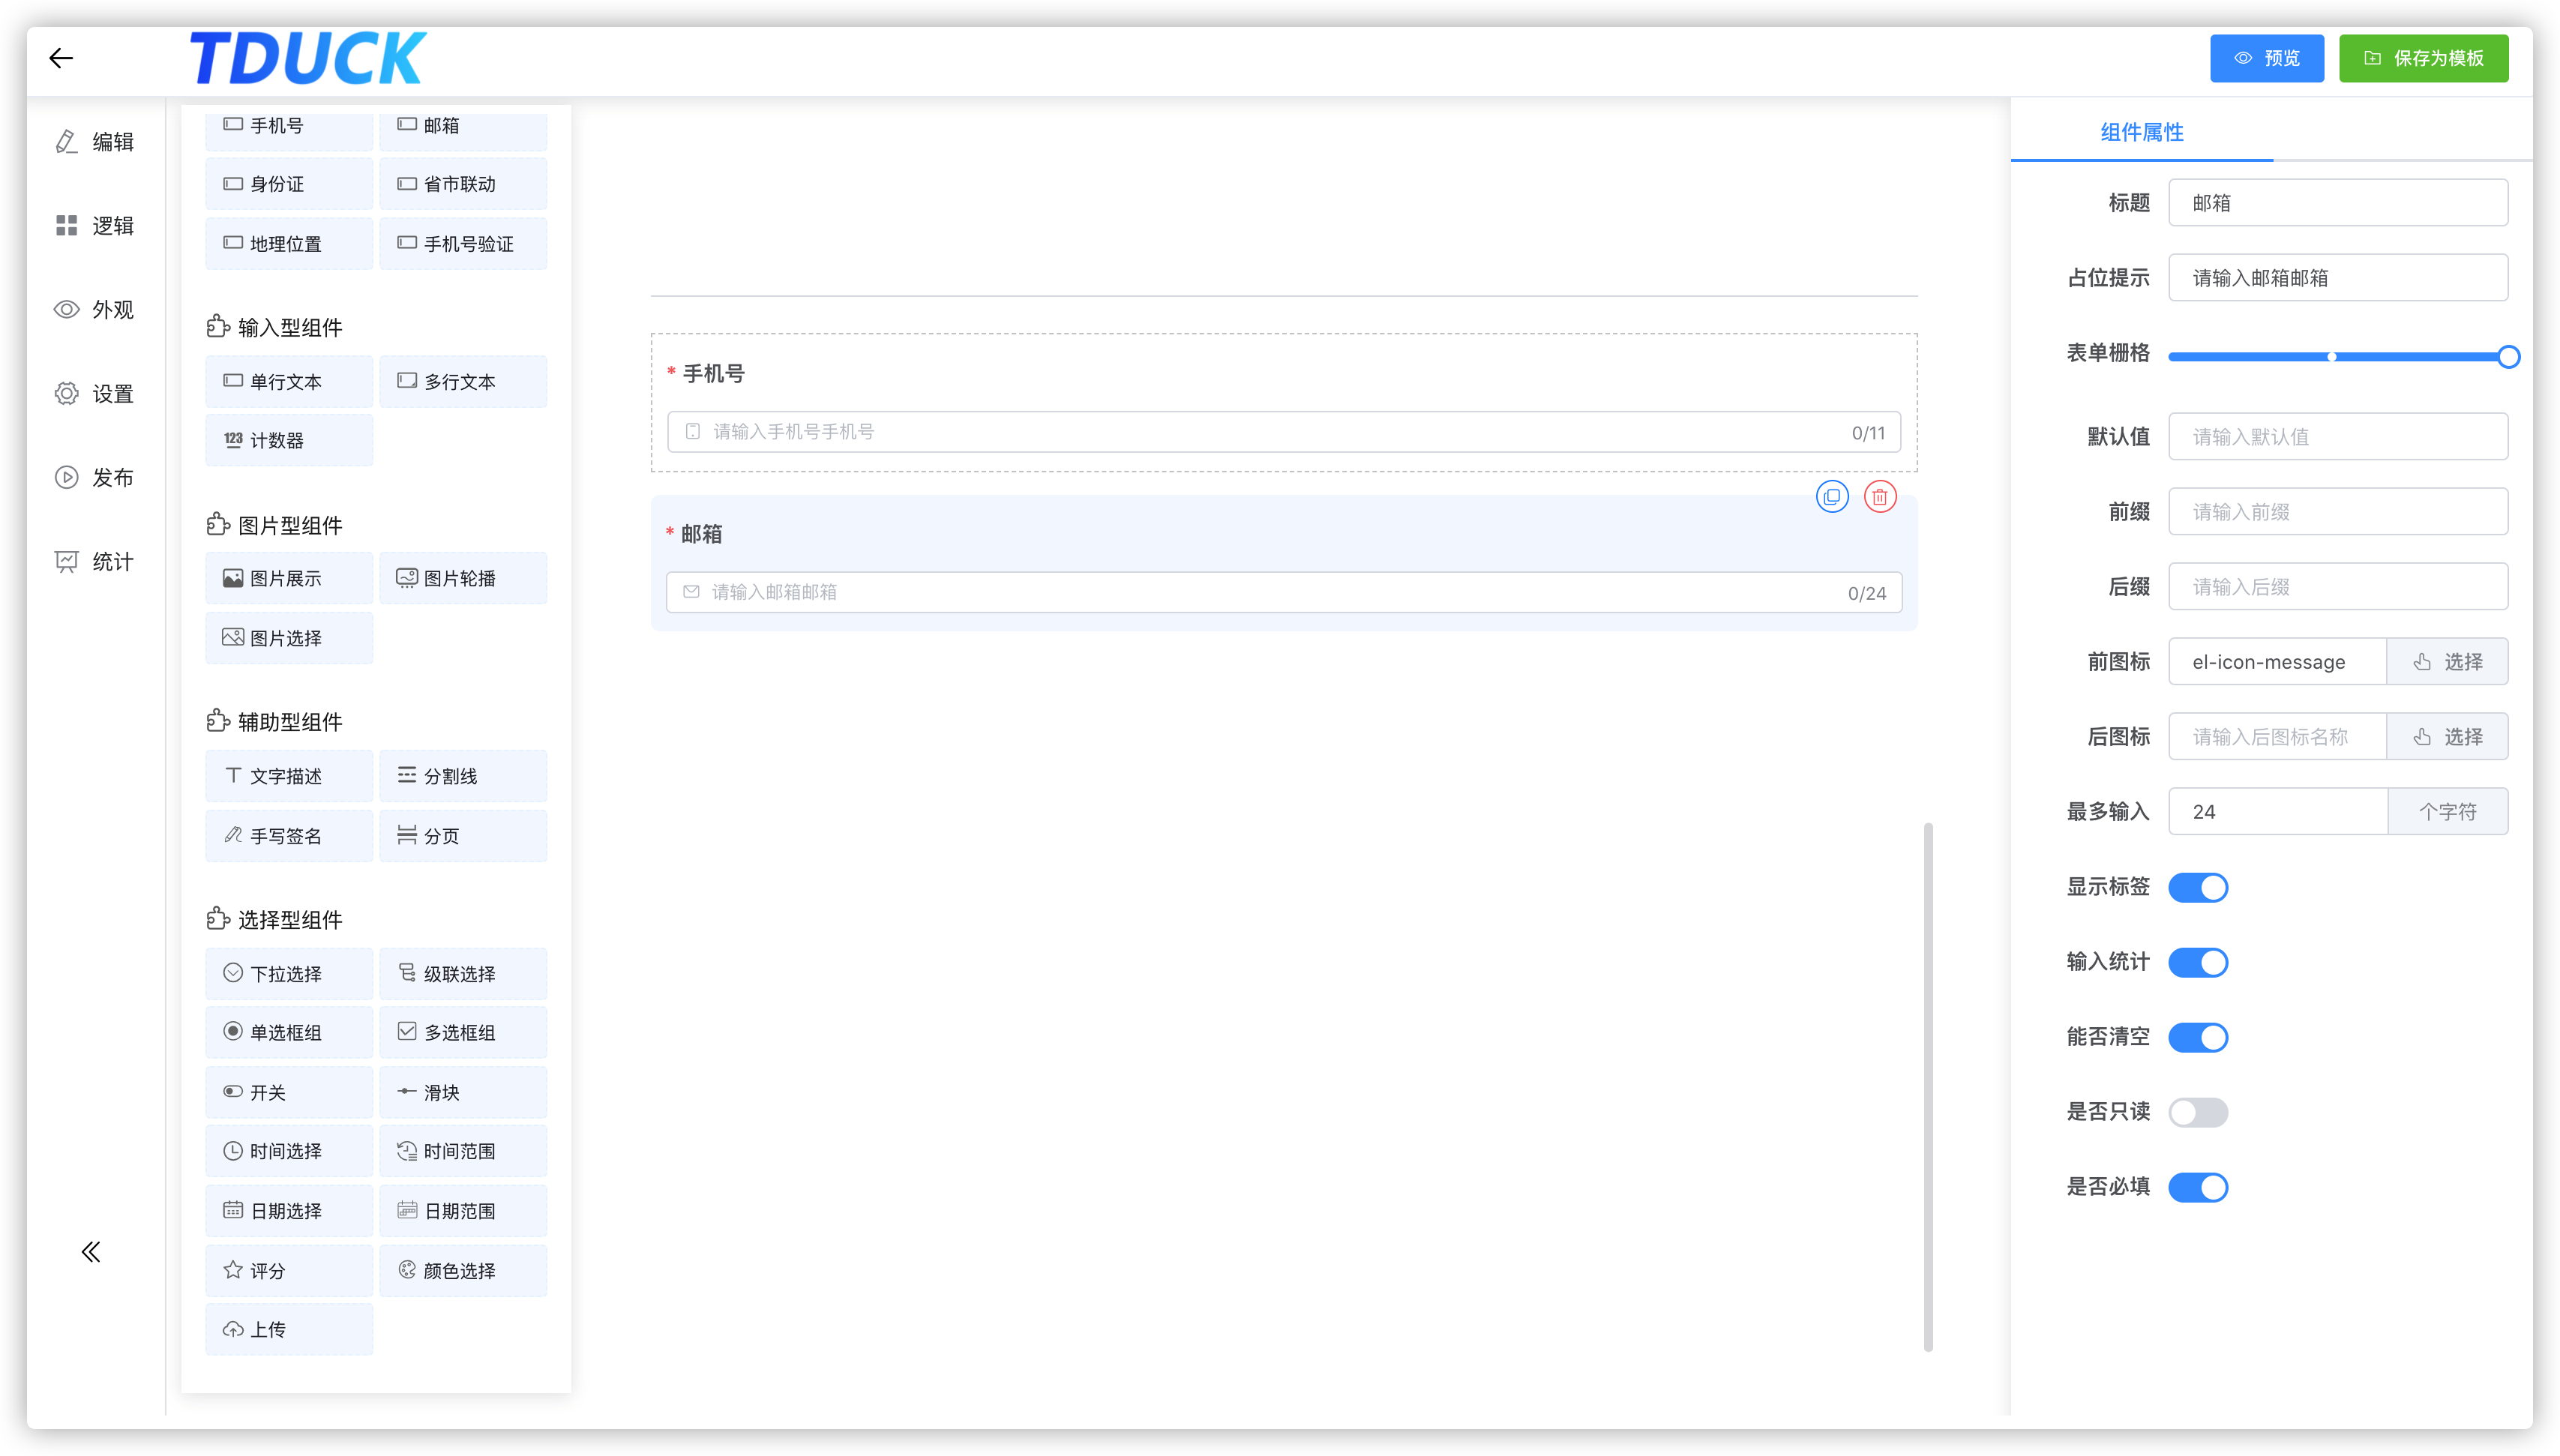 TDUCK
预览
保存为模板
编辑
逻辑
外观
设置
发布
统计
手机号
邮箱
身份证
省市联动
地理位置
手机号验证
输入型组件
单行文本
多行文本
123 计数器
图片型组件
图片展示
图片轮播
图片选择
辅助型组件
文字描述
分割线
手写签名
分页
选择型组件
下拉选择
级联选择
单选框组
多选框组
开关
滑块
时间选择
时间范围
日期选择
日期范围
评分
颜色选择
上传
* 手机号
请输入手机号手机号
0/11
* 邮箱
请输入邮箱邮箱
0/24
组件属性
标题 邮箱
占位提示 请输入邮箱邮箱
表单栅格
默认值 请输入默认值
前缀 请输入前缀
后缀 请输入后缀
前图标 el-icon-message 选择
后图标 请输入后图标名称 选择
最多输入 24 个字符
显示标签
输入统计
能否清空
是否只读
是否必填